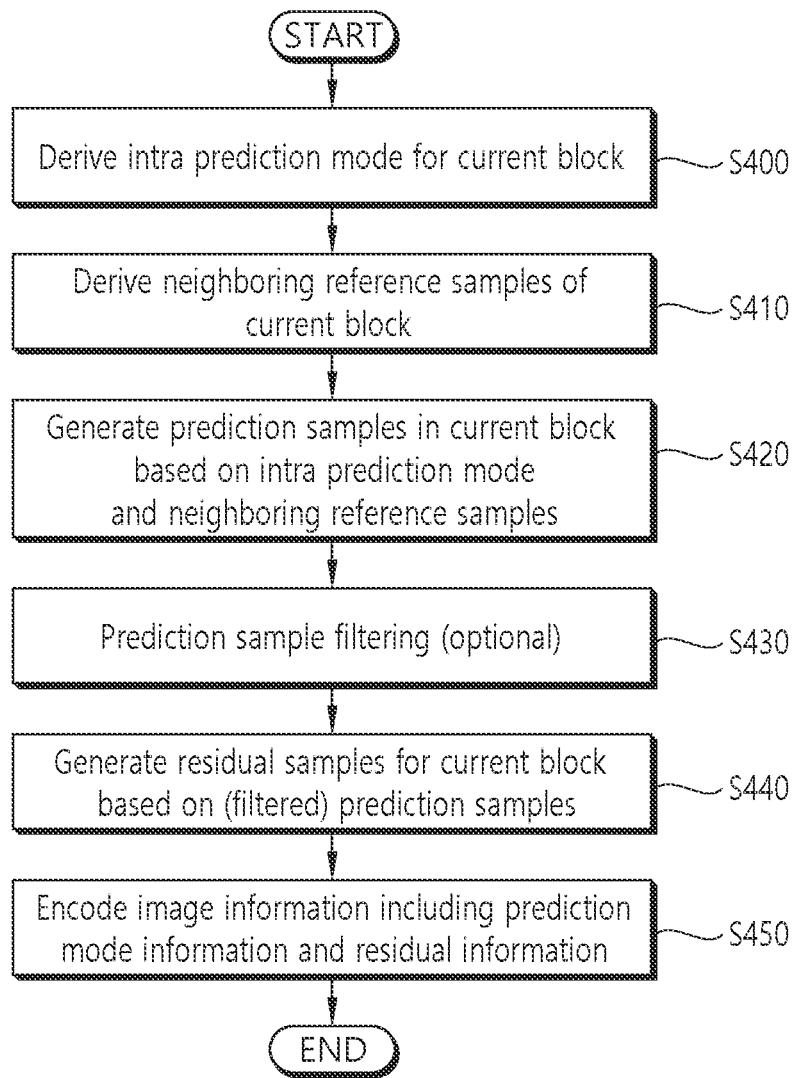 START
Derive intra prediction mode for current block
S400
Derive neighboring reference samples of
current block
S410
Generate prediction samples in current block
based on intra prediction mode
and neighboring reference samples
S420
Prediction sample filtering (optional)
S430
Generate residual samples for current block
based on (filtered) prediction samples
S440
Encode image information including prediction
mode information and residual information
S450
END